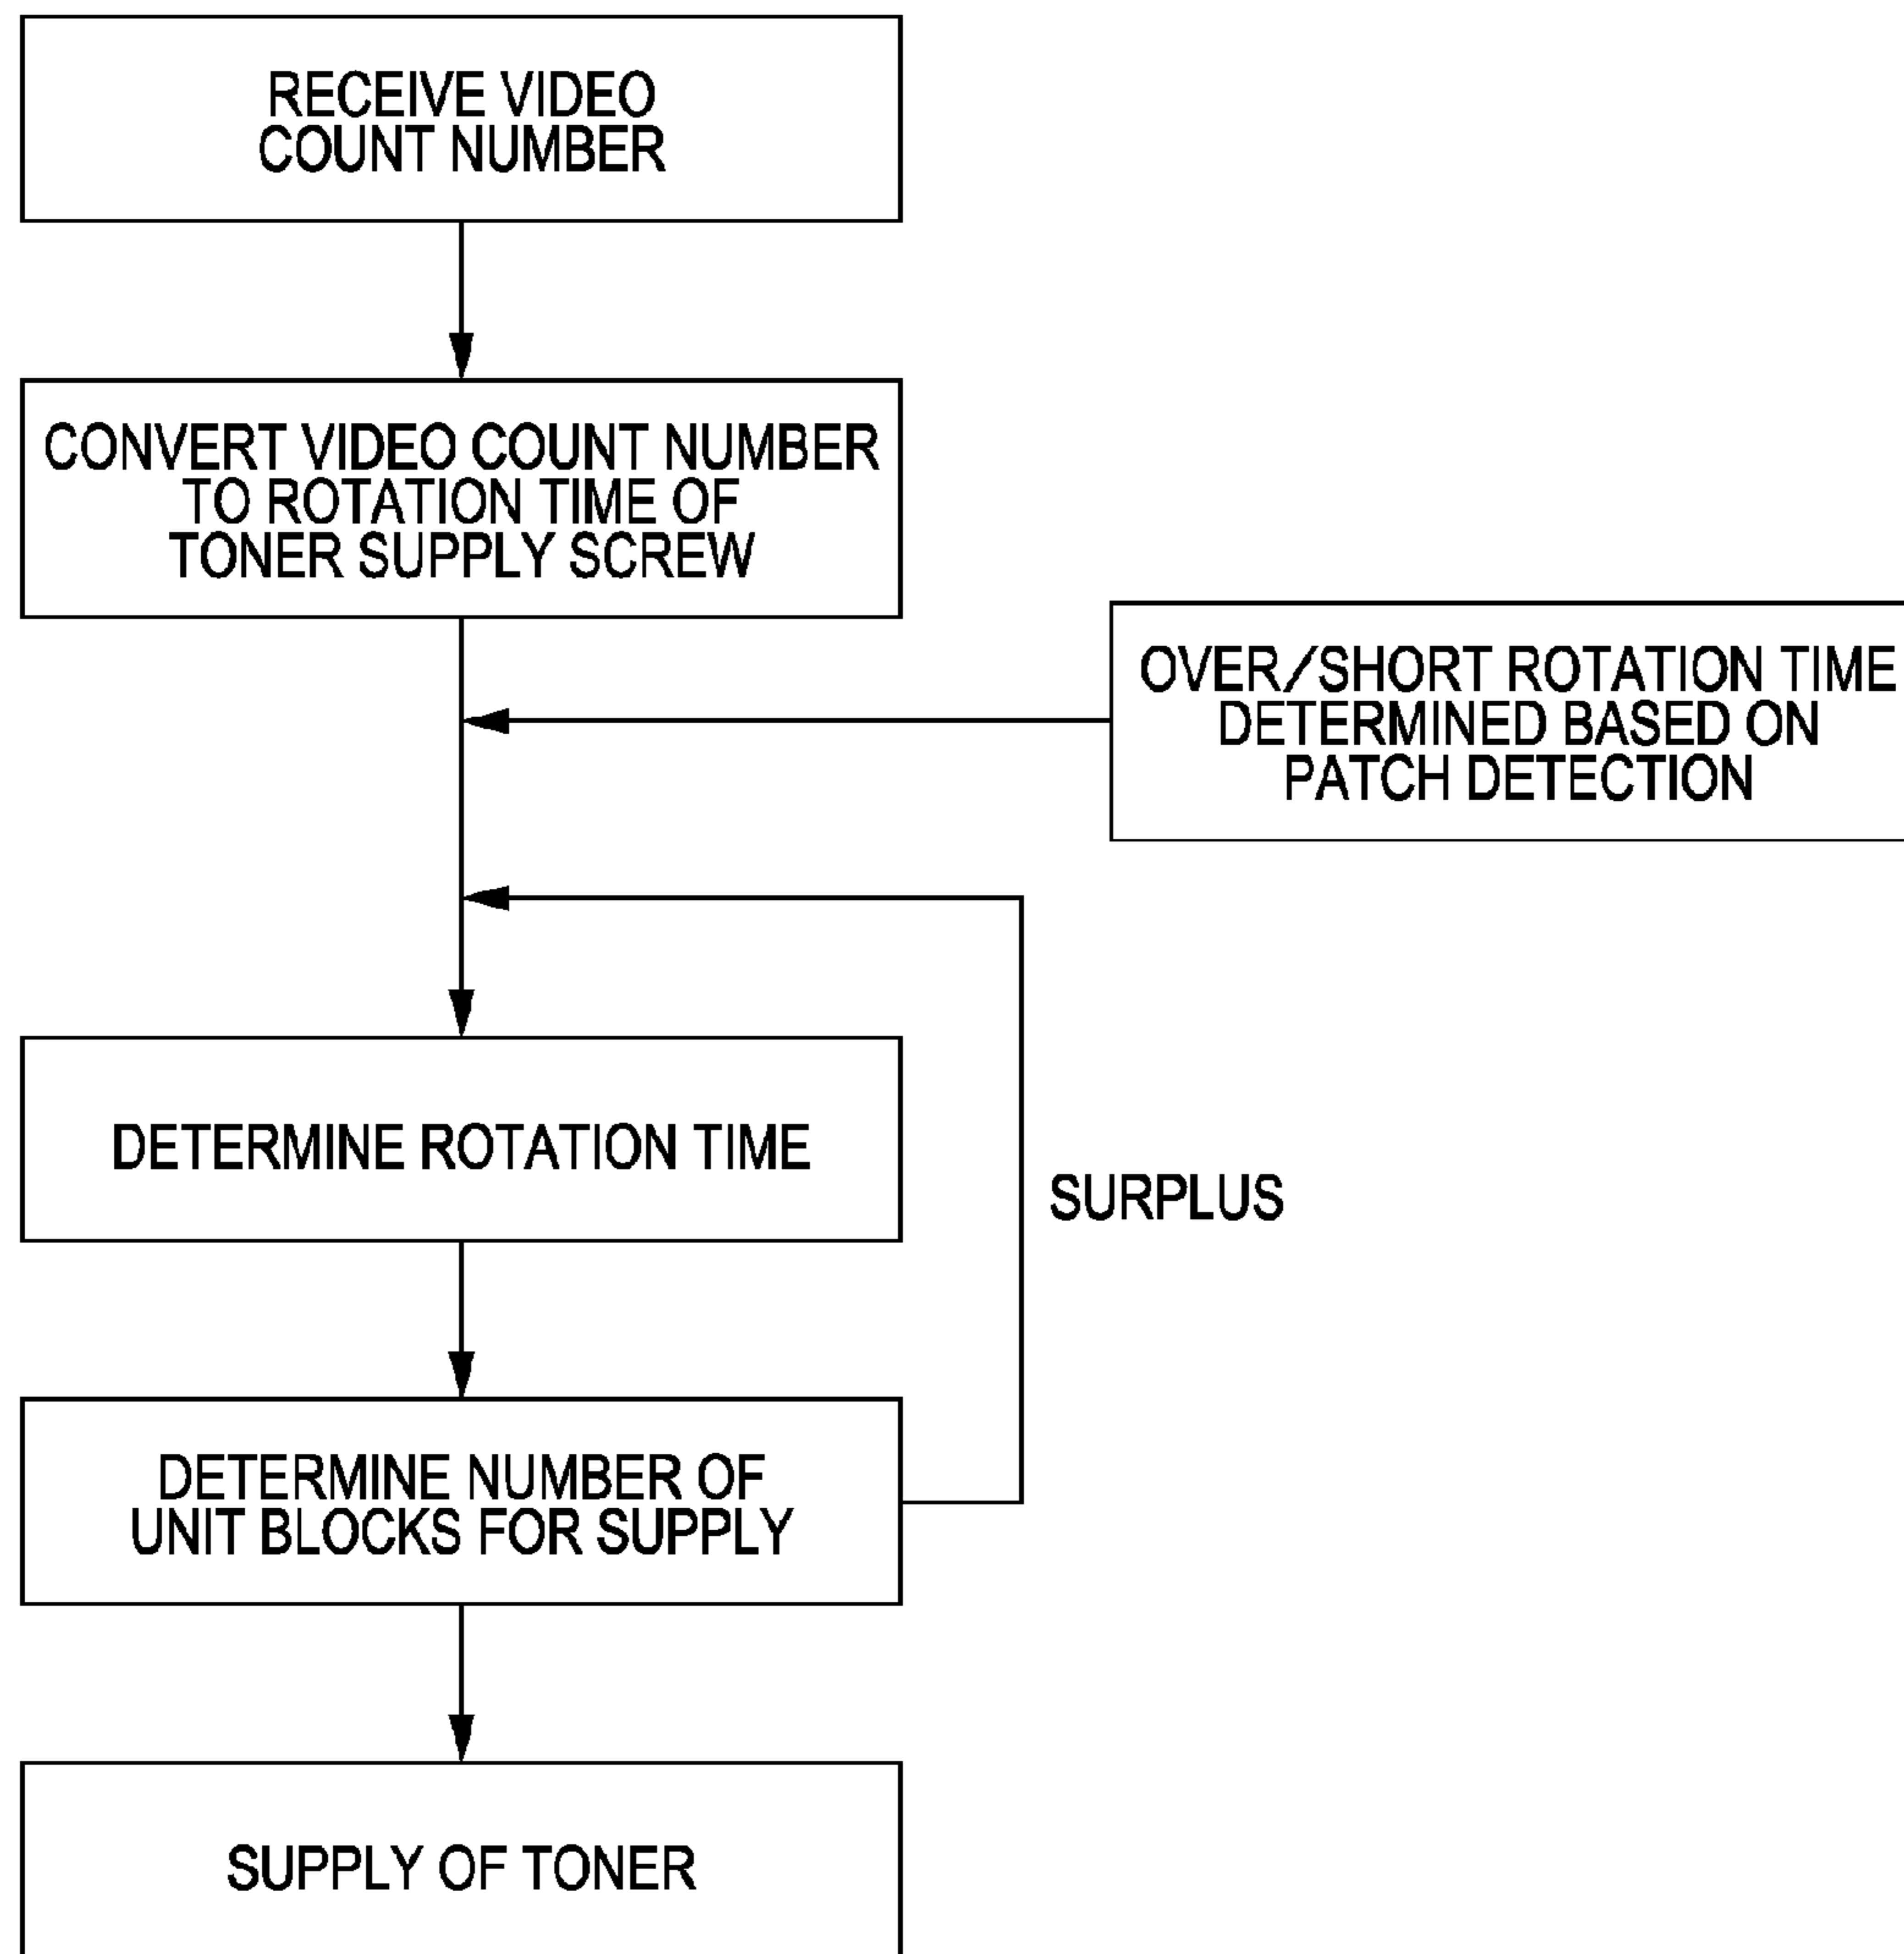 RECEIVE VIDEO
COUNT NUMBER
CONVERT VIDEO COUNT NUMBER
TO ROTATION TIME OF
TONER SUPPLY SCREW
OVER/SHORT ROTATION TIME
DETERMINED BASED ON
PATCH DETECTION
DETERMINE ROTATION TIME
SURPLUS
DETERMINE NUMBER OF
UNIT BLOCKS FOR SUPPLY
SUPPLY OF TONER